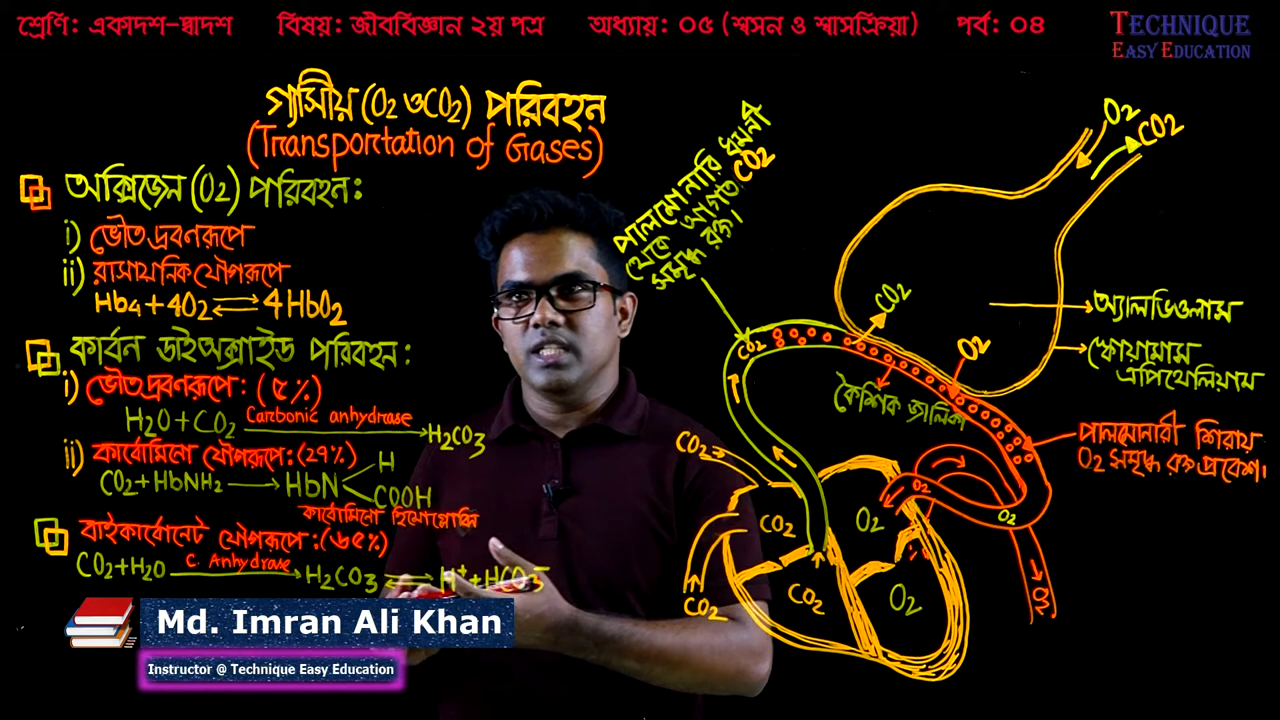 শ্রেণি: একাদশ-দ্বাদশ বিষয়: জীববিজ্ঞান ২য় পত্র অধ্যায়: ০৫ (শ্বসন ও শ্বাসক্রিয়া) পর্ব: ০৪
TECHNIQUE
EASY EDUCATION
গ্যাসীয় (O2 ও CO2) পরিবহন
(Transportation of Gases)
অক্সিজেন (O2) পরিবহন:
i) ভৌত দ্রবণরূপে
ii) রাসায়নিক যৌগরূপে
Hb4 + 4O2 ⇌ 4HbO2
কার্বন ডাইঅক্সাইড পরিবহন:
i) ভৌত দ্রবণরূপে: (৫%)
H2O + CO2 Carbonic anhydrase → H2CO3
ii) কার্বামিনো যৌগরূপে: (২৭%)
CO2 + HbNH2 → HbN
H
COOH
কার্বামিনো হিমোগ্লোবিন
বাইকার্বোনেট যৌগরূপে: (৬৫%)
CO2+H2O C. Anhydrase → H2CO3 ⇌ H+ + HCO3-
Md. Imran Ali Khan
Instructor @ Technique Easy Education
পালমোনারি ধমনী
থেকে আগত CO2
সমৃদ্ধ রক্ত।
O2
CO2
CO2
O2
CO2
অ্যালভিওলাস
স্কোয়ামাস
এপিথেলিয়াম
কৈশিক জালিকা
পালমোনারী শিরায়
O2 সমৃদ্ধ রক্ত প্রবেশ।
CO2
CO2
O2
O2
O2
CO2
O2
CO2
O2